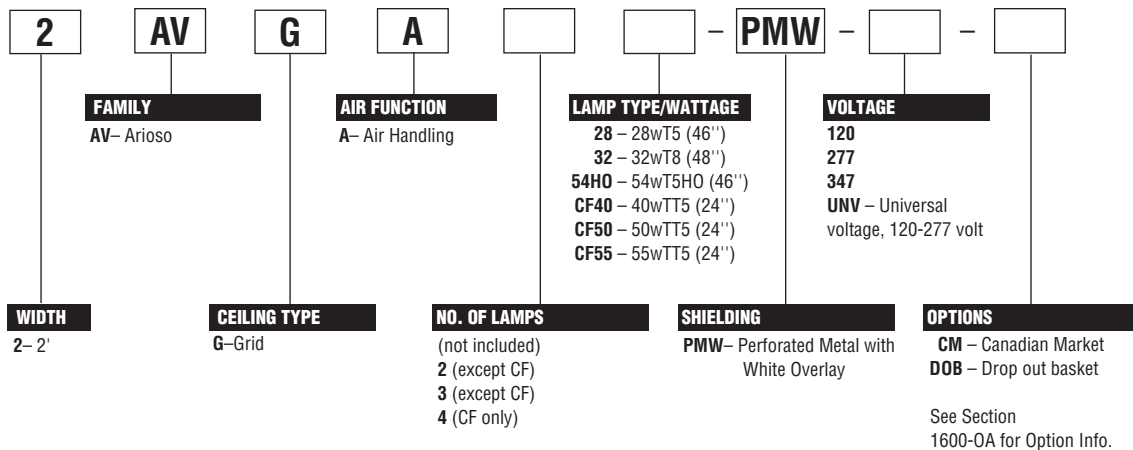 2 AV G A – PMW – –
FAMILY
AV– Arioso
AIR FUNCTION
A– Air Handling
LAMP TYPE/WATTAGE
28 – 28wT5 (46'')
32 – 32wT8 (48'')
54HO – 54wT5HO (46'')
CF40 – 40wTT5 (24'')
CF50 – 50wTT5 (24'')
CF55 – 55wTT5 (24'')
VOLTAGE
120
277
347
UNV – Universal
voltage, 120-277 volt
WIDTH
2– 2'
CEILING TYPE
G–Grid
NO. OF LAMPS
(not included)
2 (except CF)
3 (except CF)
4 (CF only)
SHIELDING
PMW– Perforated Metal with
White Overlay
OPTIONS
CM – Canadian Market
DOB – Drop out basket
See Section
1600-OA for Option Info.